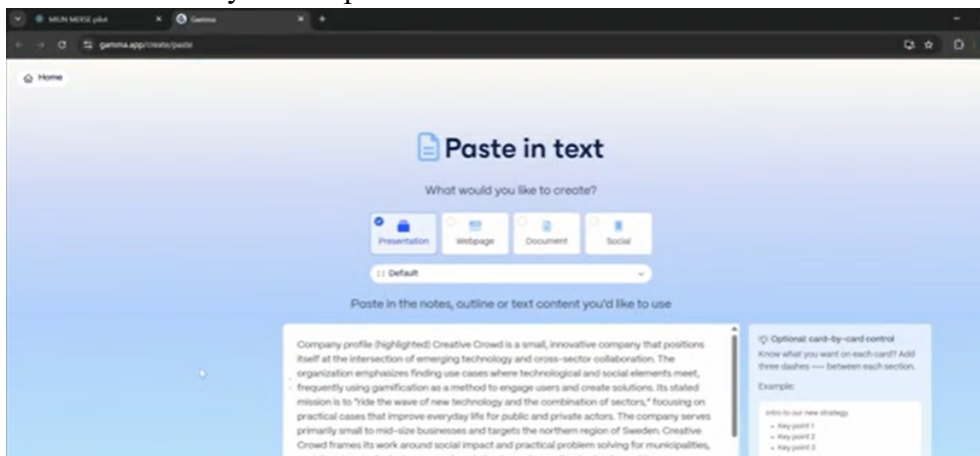 MIUN MERSE pilot
Gamma
gamma.app/create/paste
Home
Paste in text
What would you like to create?
Presentation
Webpage
Document
Social
Default
Paste in the notes, outline or text content you'd like to use
Company profile (highlighted) Creative Crowd is a small, innovative company that positions
itself at the intersection of emerging technology and cross-sector collaboration. The
organization emphasizes finding use cases where technological and social elements meet,
frequently using gamification as a method to engage users and create solutions. Its stated
mission is to "ride the wave of new technology and the combination of sectors," focusing on
practical cases that improve everyday life for public and private actors. The company serves
primarily small to mid-size businesses and targets the northern region of Sweden. Creative
Crowd frames its work around social impact and practical problem solving for municipalities,
Optional: card-by-card control
Know what you want on each card? Add
three dashes --- between each section.
Example:
Intro to our new strategy
• Key point 1
• Key point 2
• Key point 3